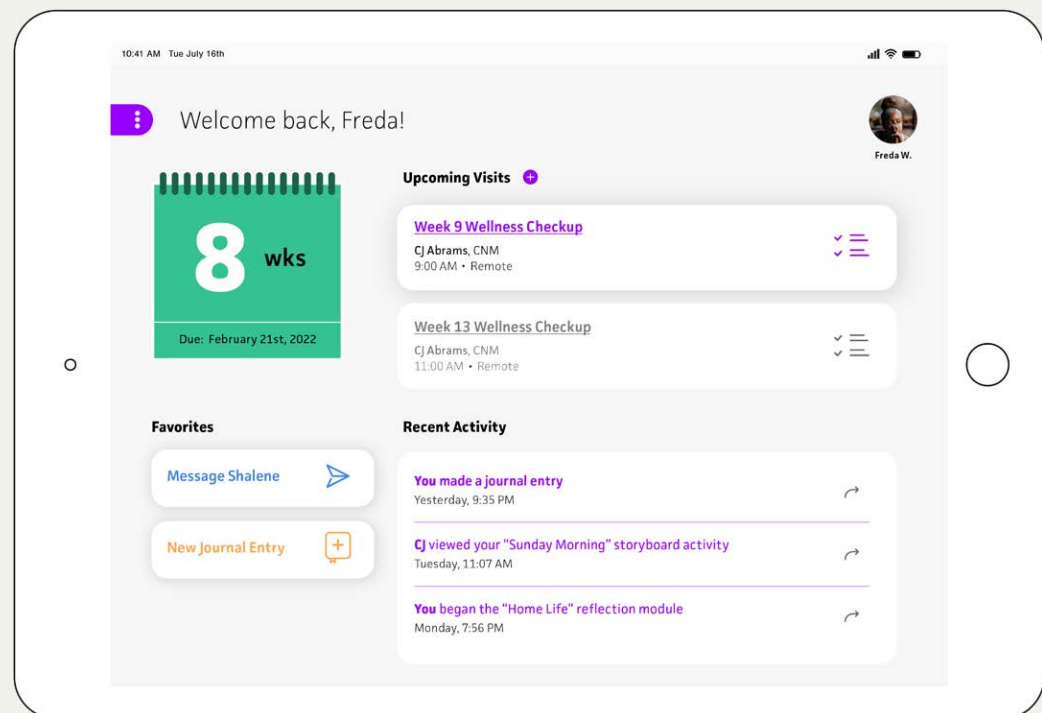 10:41 AM Tue July 16th
Welcome back, Freda!
Freda W.
8 wks
Due: February 21st, 2022
Upcoming Visits
Week 9 Wellness Checkup
CJ Abrams, CNM
9:00 AM • Remote
Week 13 Wellness Checkup
CJ Abrams, CNM
11:00 AM • Remote
Favorites
Message Shalene
New Journal Entry
Recent Activity
You made a journal entry
Yesterday, 9:35 PM
CJ viewed your “Sunday Morning” storyboard activity
Tuesday, 11:07 AM
You began the “Home Life” reflection module
Monday, 7:56 PM